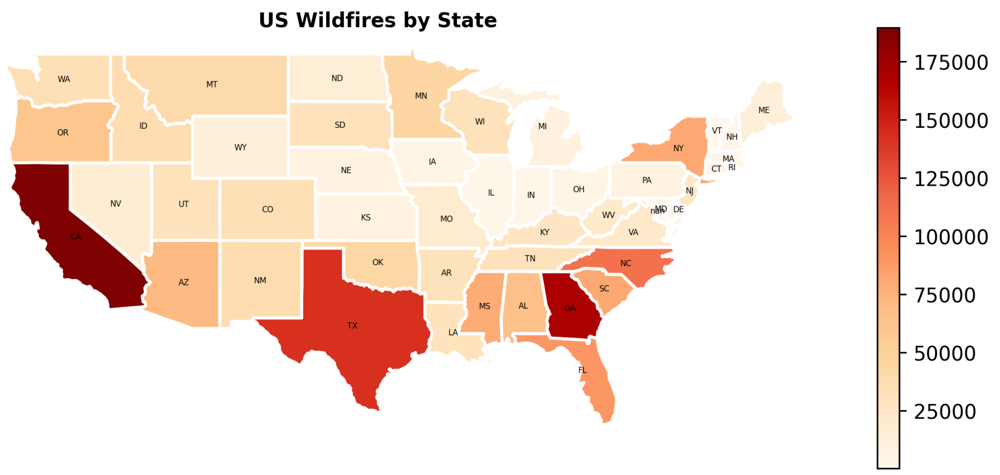 US Wildfires by State
WA
MT
ND
MN
OR
ID
WY
SD
WI
MI
ME
VT
NH
NY
MA
CT
RI
NV
UT
CO
NE
IA
IL
IN
OH
PA
NJ
CA
KS
MO
KY
WV
nan
MD
DE
VA
AZ
NM
OK
AR
TN
NC
SC
TX
LA
MS
AL
GA
FL
175000
150000
125000
100000
75000
50000
25000